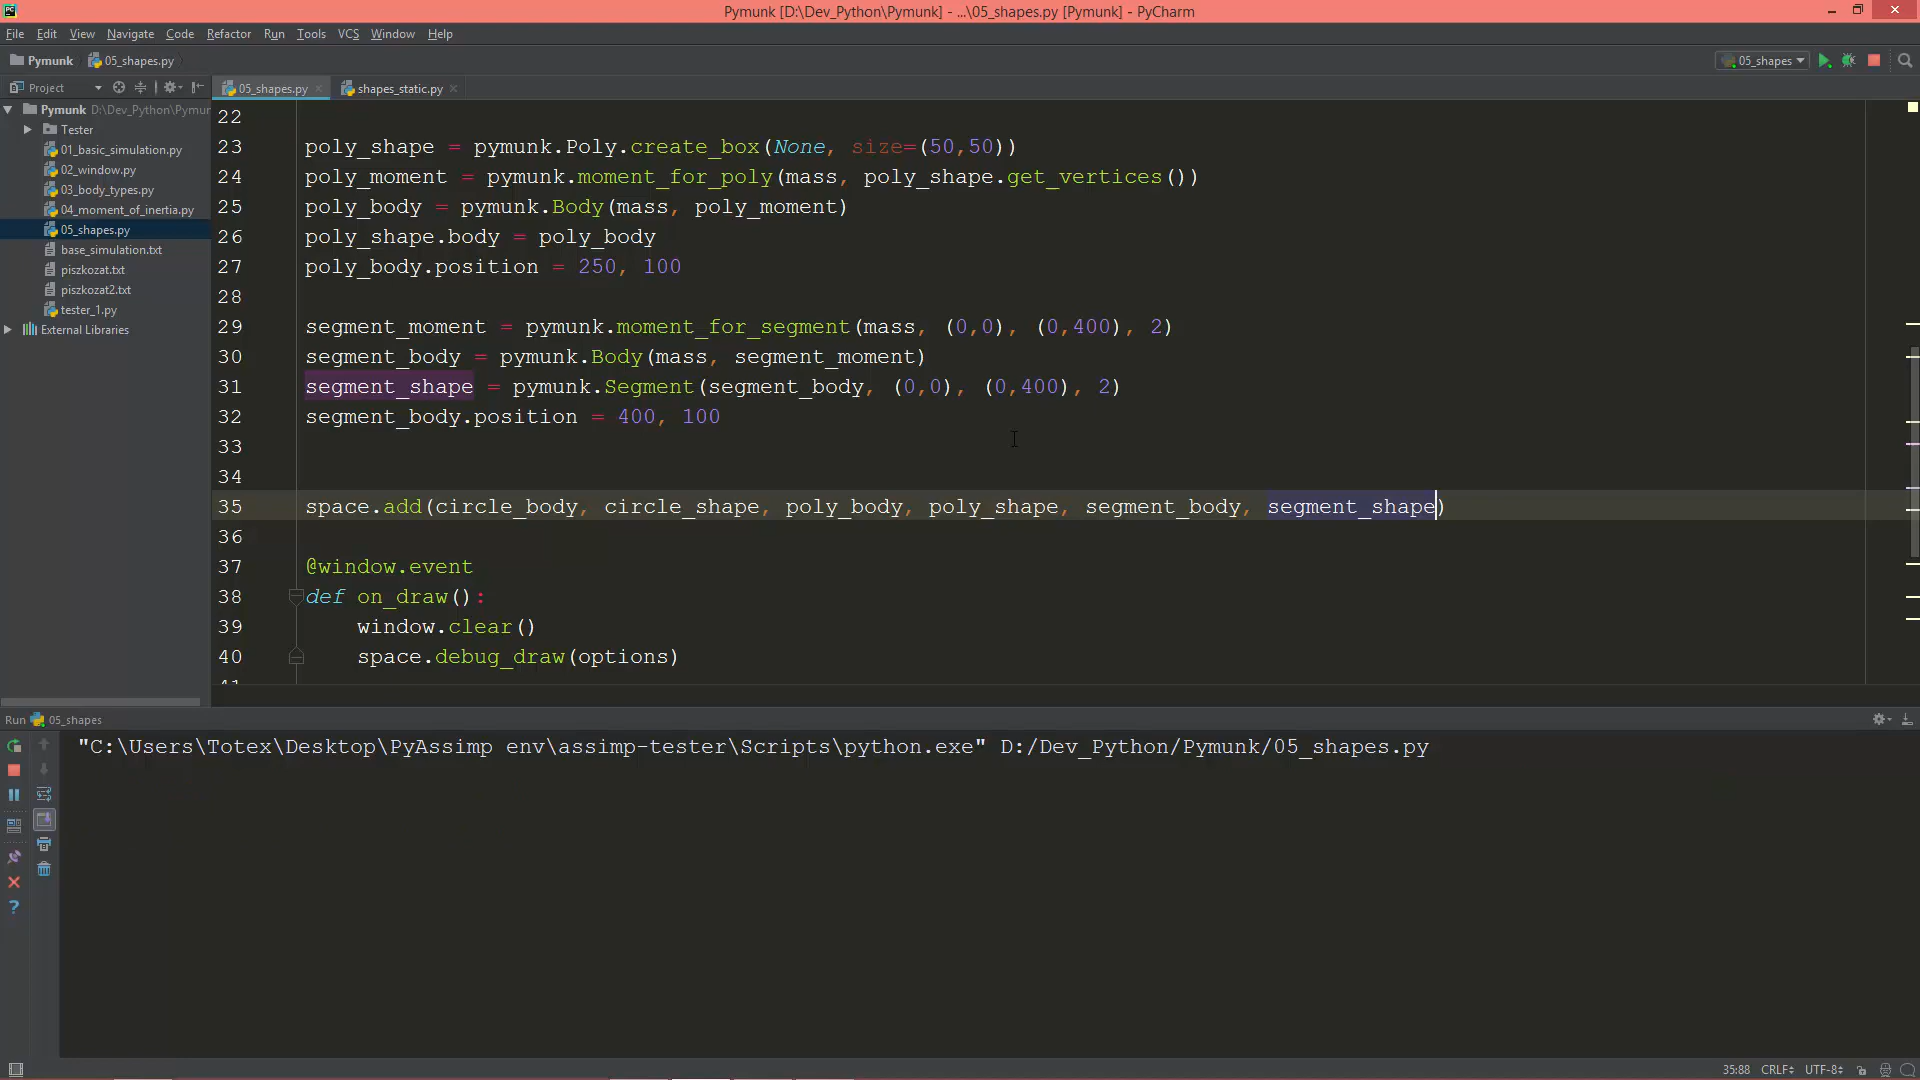 PC
Pymunk [D:\Dev_Python\Pymunk] - ...\05_shapes.py [Pymunk] - PyCharm
File Edit View Navigate Code Refactor Run Tools VCS Window Help
Pymunk 05_shapes.py 05_shapes
Project 05_shapes.py shapes_static.py
Pymunk D:\Dev_Python\Pymur
Tester
01_basic_simulation.py
02_window.py
03_body_types.py
04_moment_of_inertia.py
05_shapes.py
base_simulation.txt
piszkozat.txt
piszkozat2.txt
tester_1.py
External Libraries
22
23 poly_shape = pymunk.Poly.create_box(None, size=(50,50))
24 poly_moment = pymunk.moment_for_poly(mass, poly_shape.get_vertices())
25 poly_body = pymunk.Body(mass, poly_moment)
26 poly_shape.body = poly_body
27 poly_body.position = 250, 100
28
29 segment_moment = pymunk.moment_for_segment(mass, (0,0), (0,400), 2)
30 segment_body = pymunk.Body(mass, segment_moment)
31 segment_shape = pymunk.Segment(segment_body, (0,0), (0,400), 2)
32 segment_body.position = 400, 100
33
34
35 space.add(circle_body, circle_shape, poly_body, poly_shape, segment_body, segment_shape)
36
37 @window.event
38 def on_draw():
39 window.clear()
40 space.debug_draw(options)
Run 05_shapes
"C:\Users\Totex\Desktop\PyAssimp env\assimp-tester\Scripts\python.exe" D:/Dev_Python/Pymunk/05_shapes.py
35:88 CRLF UTF-8